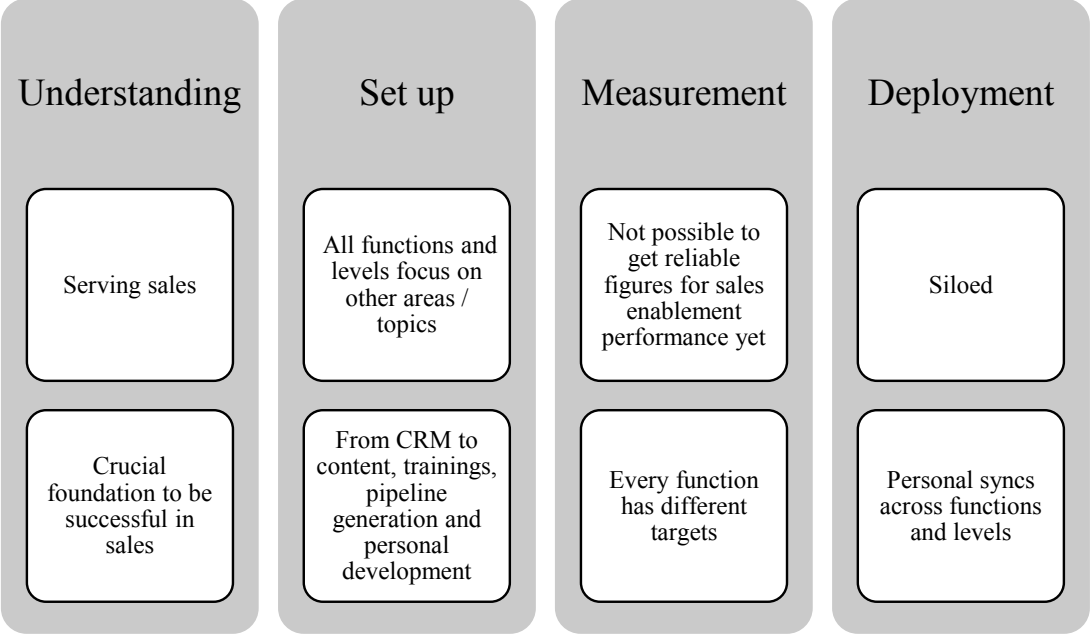 Understanding
Serving sales
Crucial
foundation to be
successful in
sales
Set up
All functions and
levels focus on
other areas /
topics
From CRM to
content, trainings,
pipeline
generation and
personal
development
Measurement
Not possible to
get reliable
figures for sales
enablement
performance yet
Every function
has different
targets
Deployment
Siloed
Personal syncs
across functions
and levels